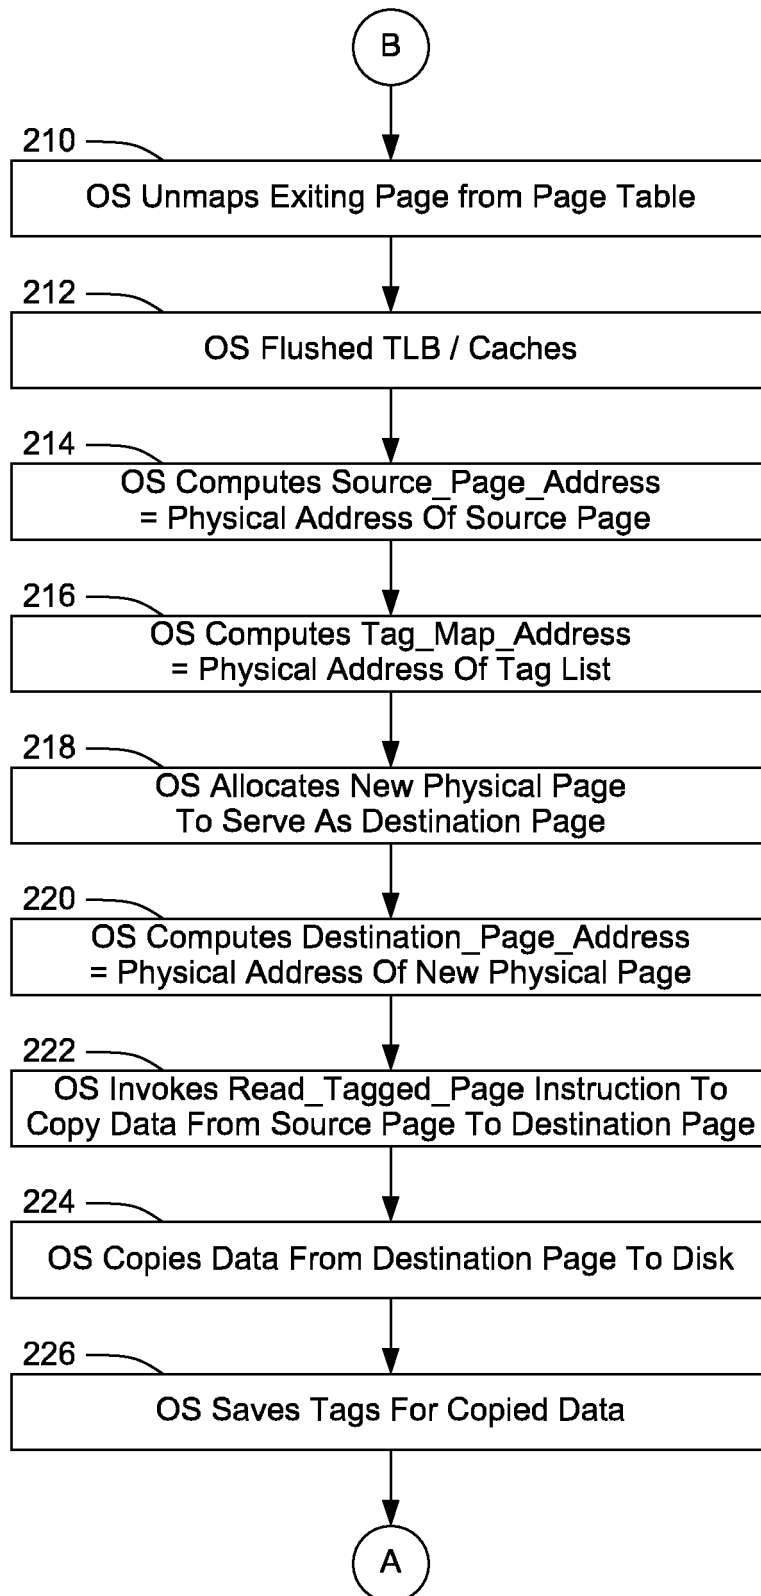 B
210
OS Unmaps Exiting Page from Page Table
212
OS Flushed TLB / Caches
214
OS Computes Source_Page_Address
= Physical Address Of Source Page
216
OS Computes Tag_Map_Address
= Physical Address Of Tag List
218
OS Allocates New Physical Page
To Serve As Destination Page
220
OS Computes Destination_Page_Address
= Physical Address Of New Physical Page
222
OS Invokes Read_Tagged_Page Instruction To
Copy Data From Source Page To Destination Page
224
OS Copies Data From Destination Page To Disk
226
OS Saves Tags For Copied Data
A